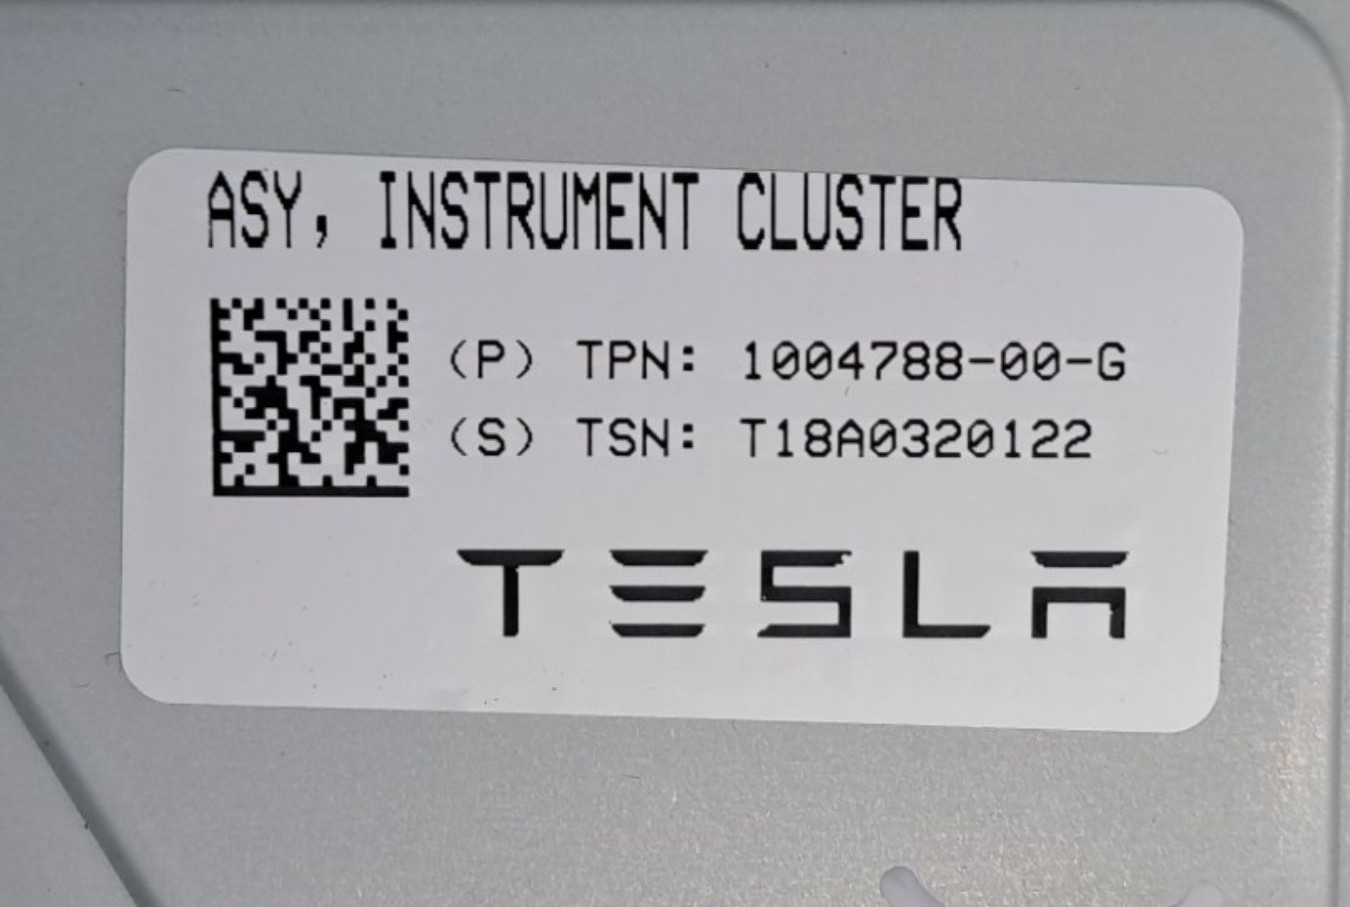 ASY, INSTRUMENT CLUSTER
(P) TPN: 1004788-00-G
(S) TSN: T18A0320122
TESLA